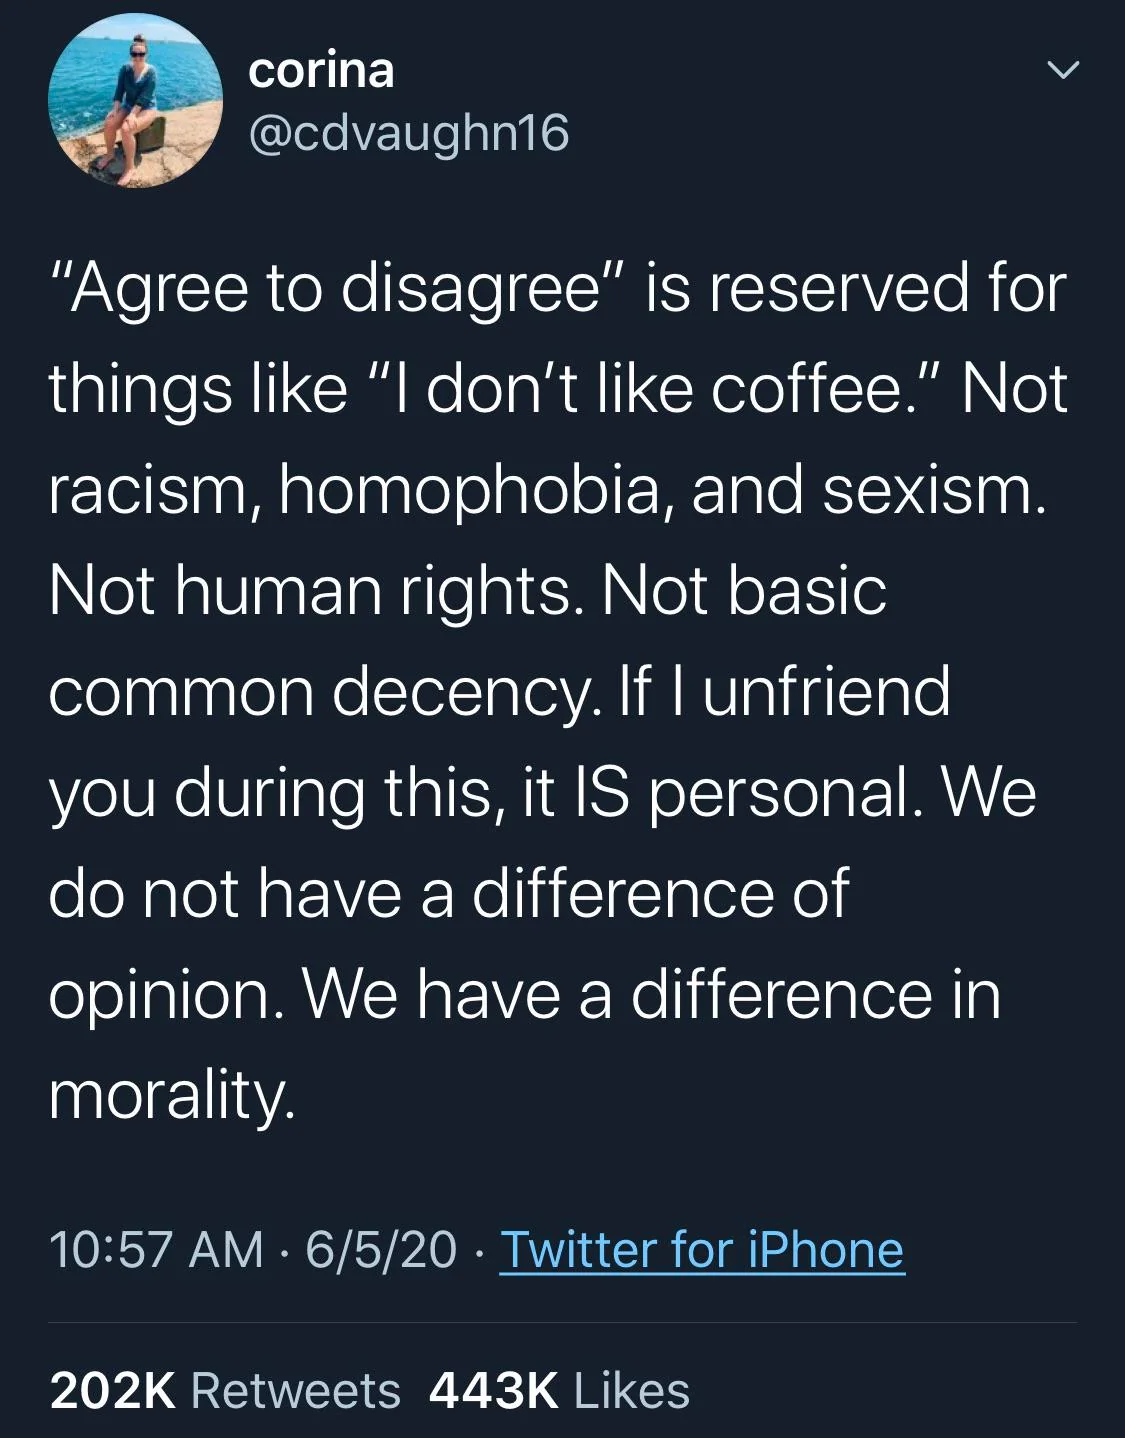 corina
@cdvaughn16
“Agree to disagree” is reserved for
things like “I don’t like coffee.” Not
racism, homophobia, and sexism.
Not human rights. Not basic
common decency. If I unfriend
you during this, it IS personal. We
do not have a difference of
opinion. We have a difference in
morality.
10:57 AM · 6/5/20 · Twitter for iPhone
202K Retweets 443K Likes